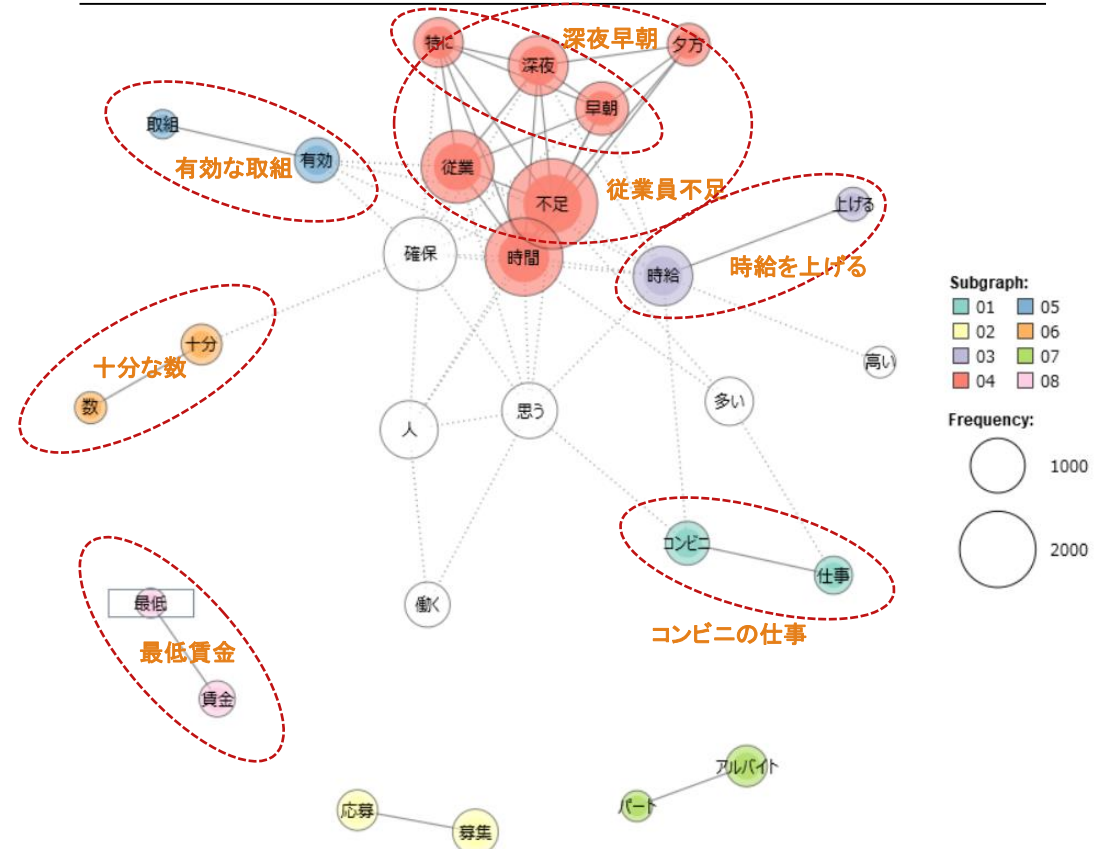 特に
深夜早朝
夕方
深夜
早朝
取組
有効
有効な取組
従業
不足
従業員不足
上げる
確保
時間
時給
時給を上げる
十分
十分な数
数
高い
多い
思う
人
Subgraph:
01 05
02 06
03 07
04 08
Frequency:
1000
2000
コンビニ
仕事
コンビニの仕事
働く
最低
最低賃金
賃金
アルバイト
パート
応募
募集